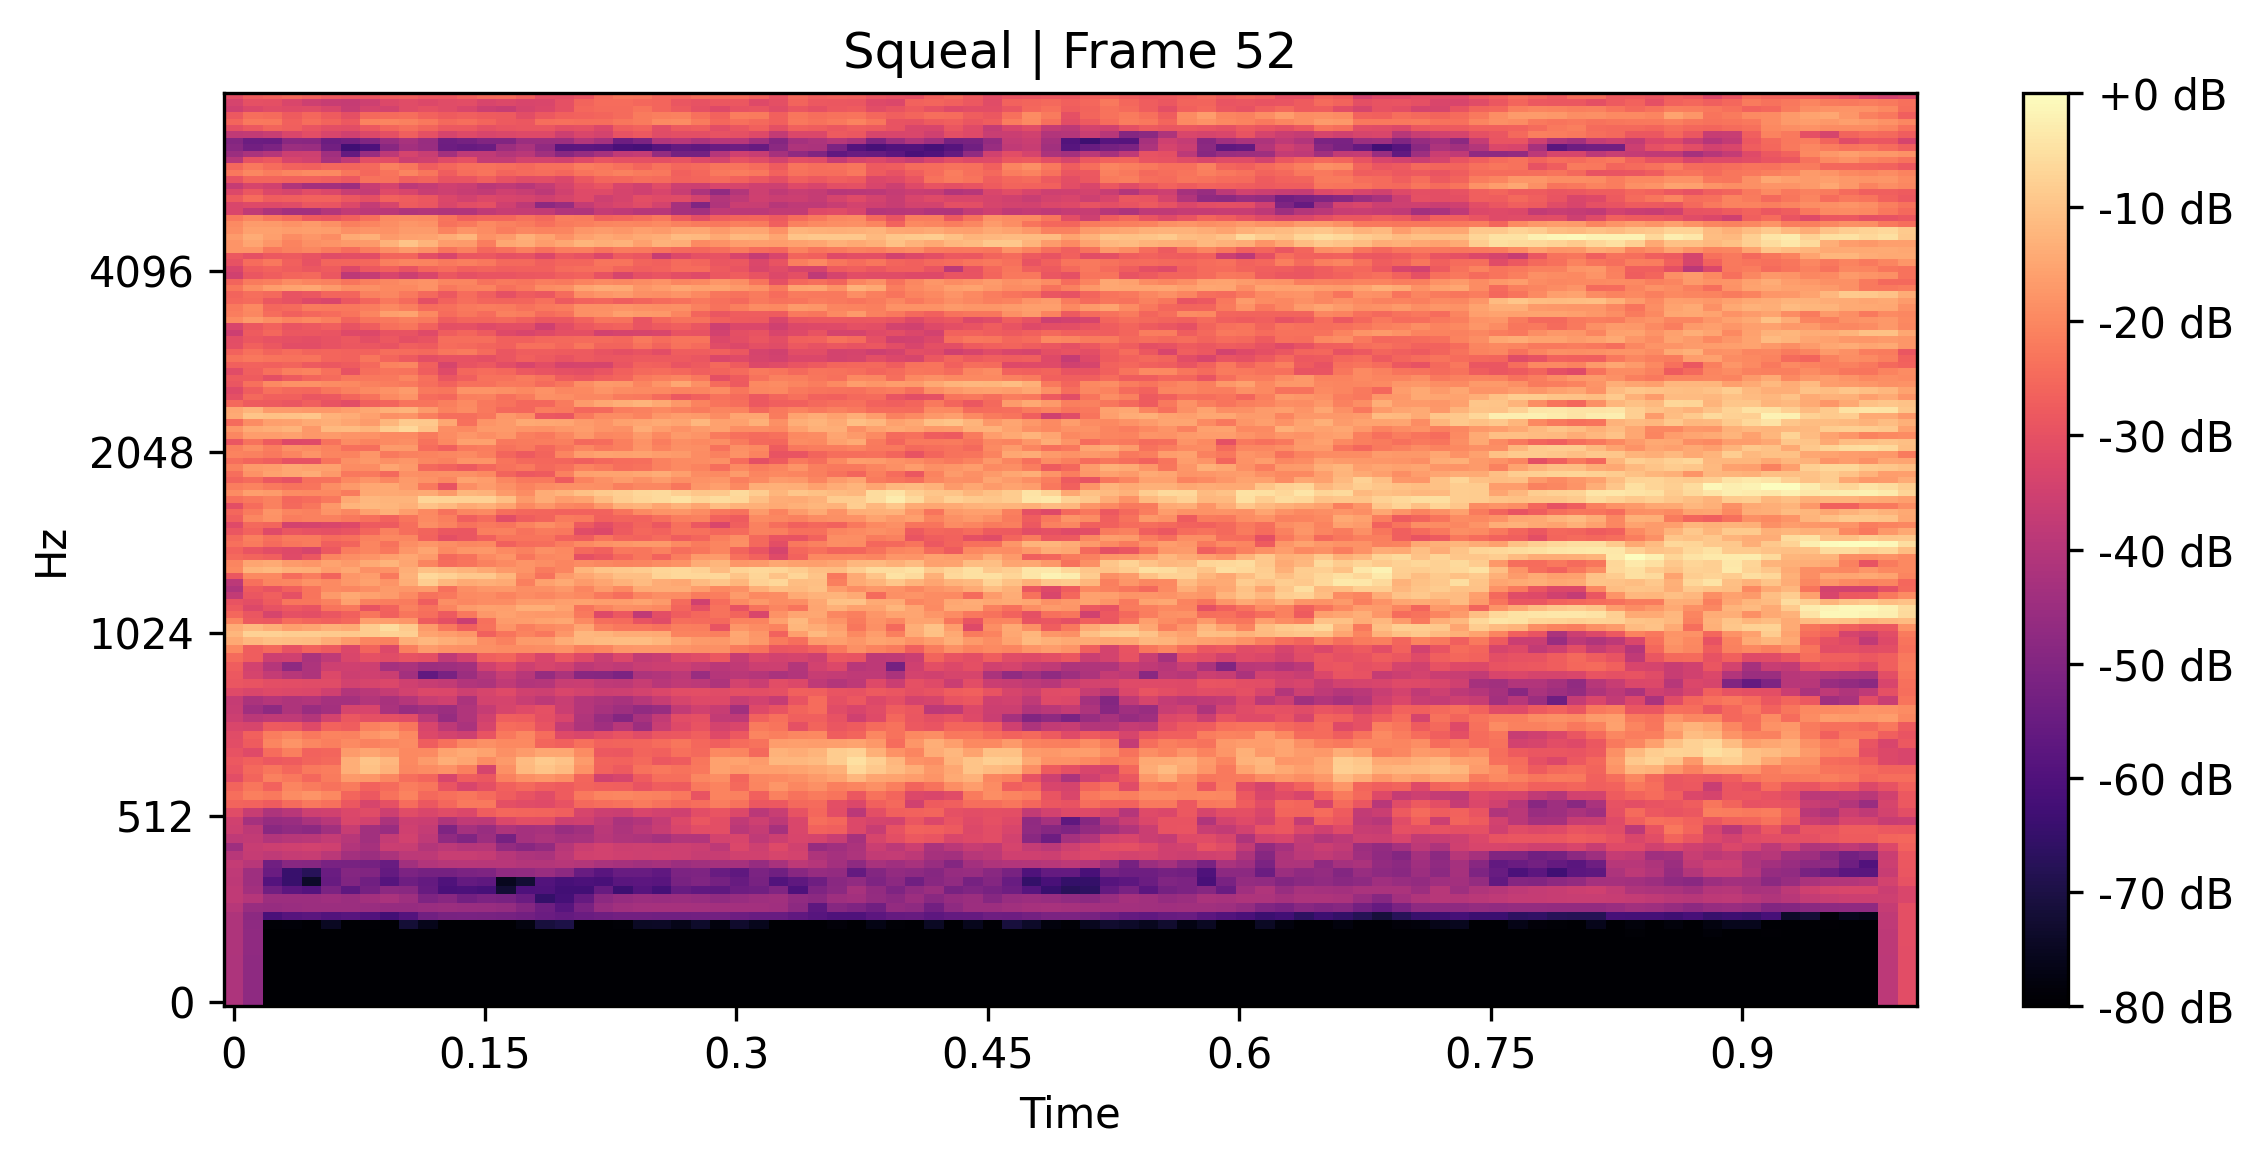 Squeal | Frame 52
+0 dB
-10 dB
-20 dB
-30 dB
-40 dB
-50 dB
-60 dB
-70 dB
-80 dB
Hz
4096
2048
1024
512
0
0 0.15 0.3 0.45 0.6 0.75 0.9
Time